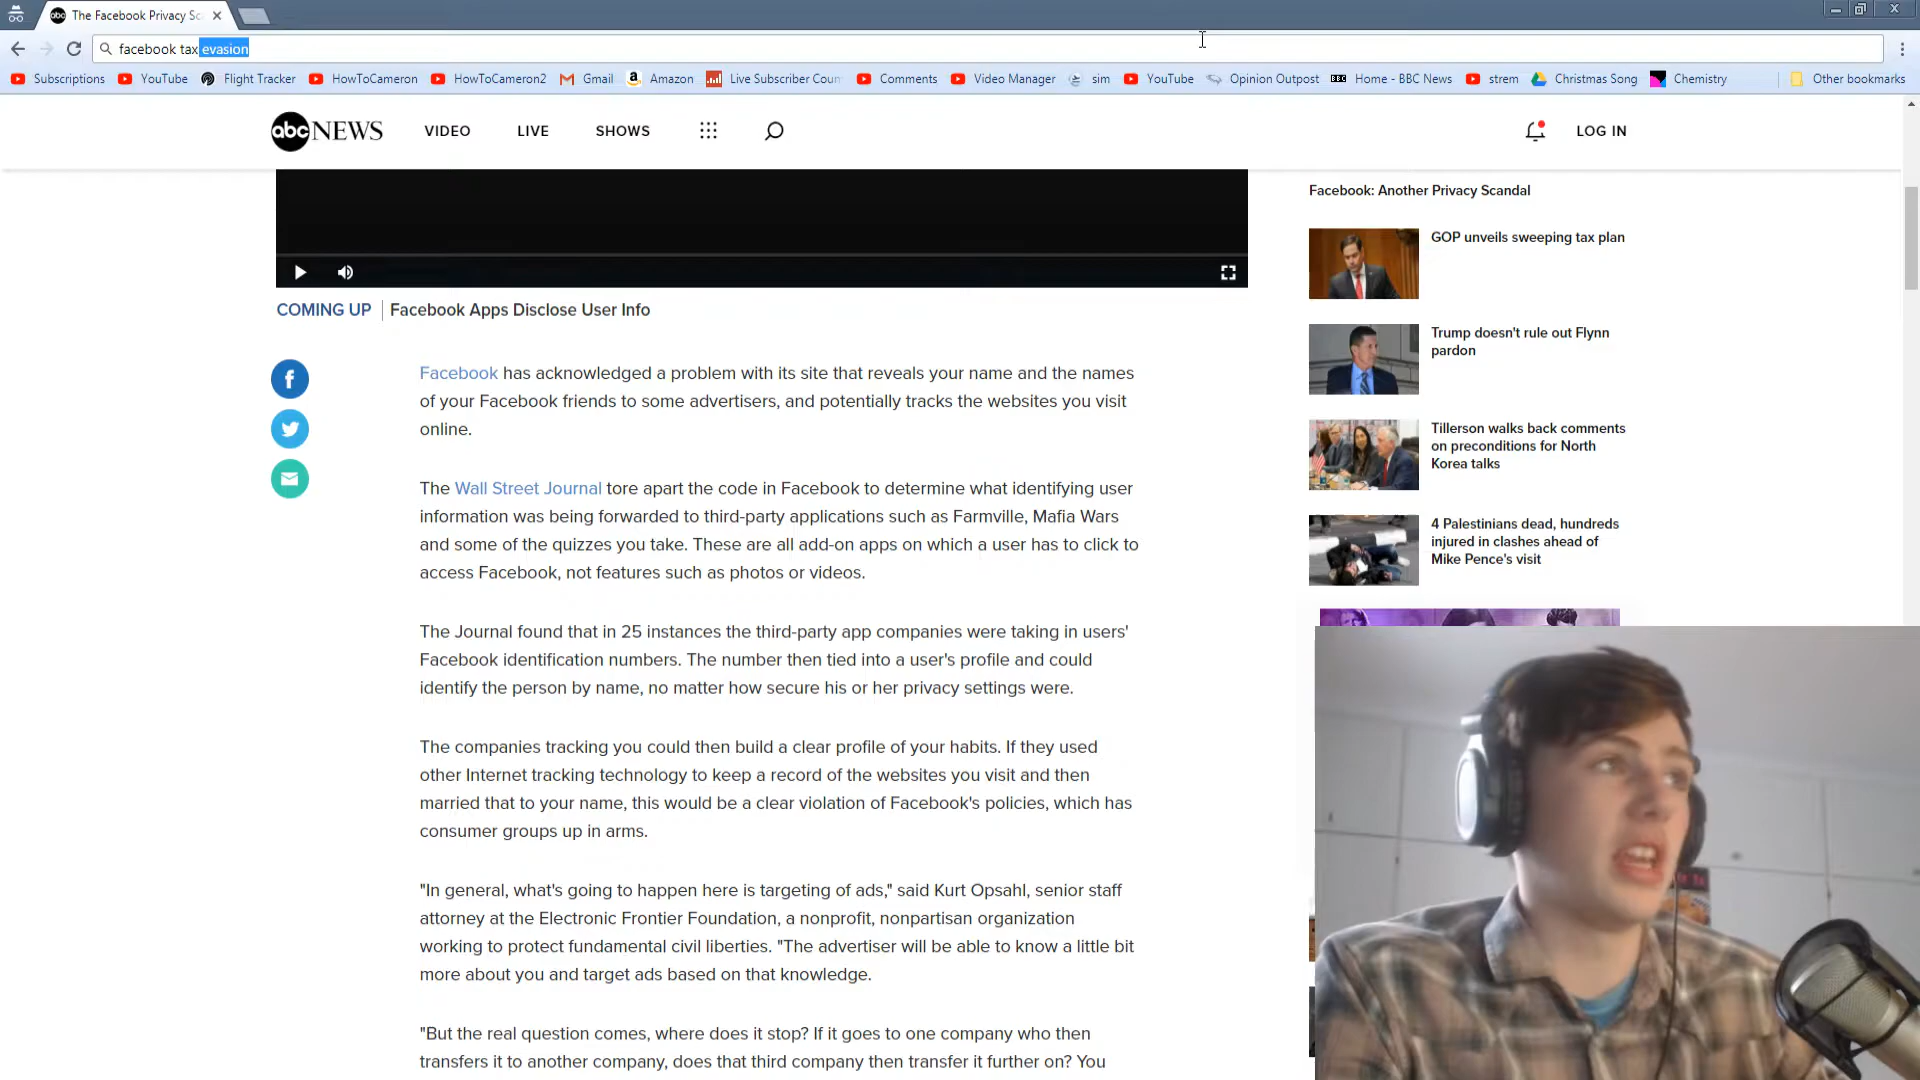 The Facebook Privacy Sc
facebook tax evasion
Subscriptions
YouTube
Flight Tracker
HowToCameron
HowToCameron2
Gmail
Amazon
Live Subscriber Coun
Comments
Video Manager
sim
YouTube
Opinion Outpost
Home - BBC News
strem
Christmas Song
Chemistry
Other bookmarks
abc NEWS
VIDEO
LIVE
SHOWS
LOG IN
COMING UP
Facebook Apps Disclose User Info
Facebook has acknowledged a problem with its site that reveals your name and the names
of your Facebook friends to some advertisers, and potentially tracks the websites you visit
online.
The Wall Street Journal tore apart the code in Facebook to determine what identifying user
information was being forwarded to third-party applications such as Farmville, Mafia Wars
and some of the quizzes you take. These are all add-on apps on which a user has to click to
access Facebook, not features such as photos or videos.
The Journal found that in 25 instances the third-party app companies were taking in users'
Facebook identification numbers. The number then tied into a user's profile and could
identify the person by name, no matter how secure his or her privacy settings were.
The companies tracking you could then build a clear profile of your habits. If they used
other Internet tracking technology to keep a record of the websites you visit and then
married that to your name, this would be a clear violation of Facebook's policies, which has
consumer groups up in arms.
"In general, what's going to happen here is targeting of ads," said Kurt Opsahl, senior staff
attorney at the Electronic Frontier Foundation, a nonprofit, nonpartisan organization
working to protect fundamental civil liberties. "The advertiser will be able to know a little bit
more about you and target ads based on that knowledge.
"But the real question comes, where does it stop? If it goes to one company who then
transfers it to another company, does that third company then transfer it further on? You
Facebook: Another Privacy Scandal
GOP unveils sweeping tax plan
Trump doesn't rule out Flynn
pardon
Tillerson walks back comments
on preconditions for North
Korea talks
4 Palestinians dead, hundreds
injured in clashes ahead of
Mike Pence's visit